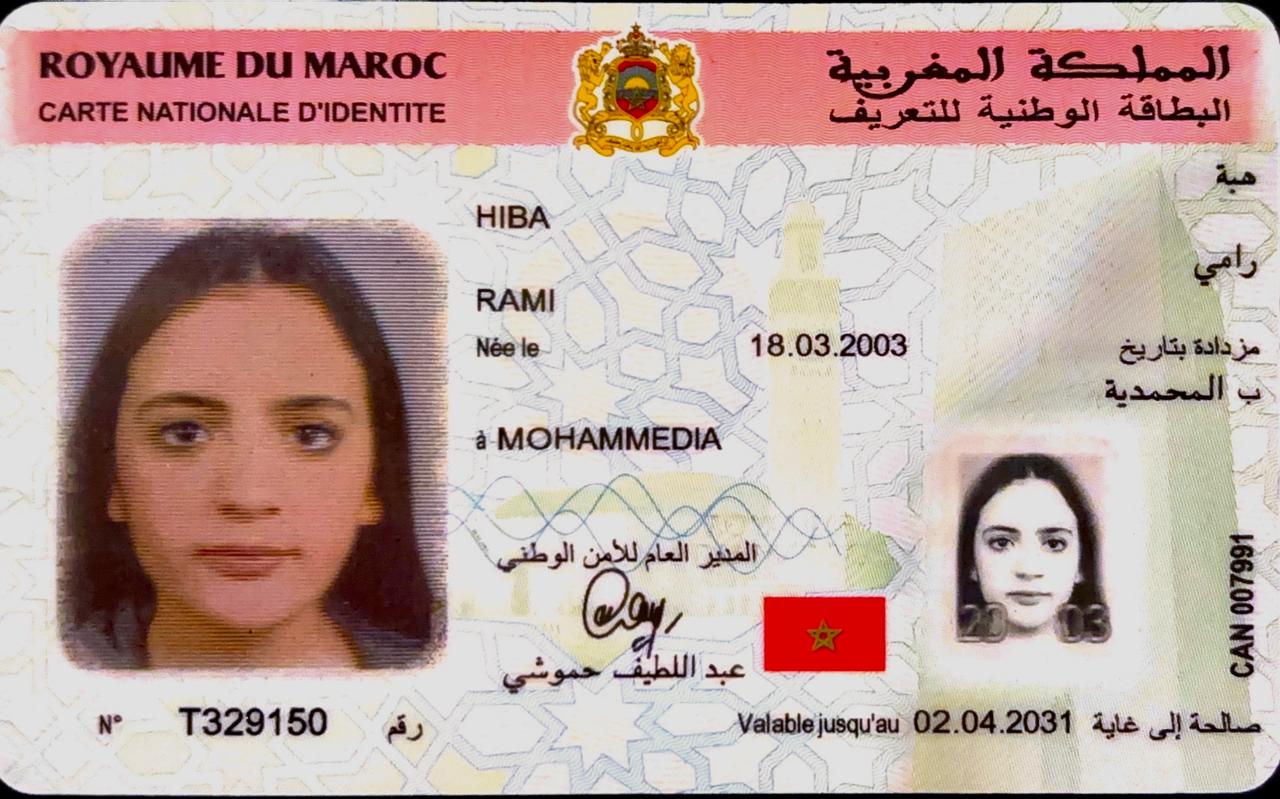 ROYAUME DU MAROC
المملكة المغربية
CARTE NATIONALE D'IDENTITE
البطاقة الوطنية للتعريف
هبة
HIBA
رامي
RAMI
Née le 18.03.2003 مزدادة بتاريخ
ب المحمدية
à MOHAMMEDIA
المدير العام للأمن الوطني
عبد اللطيف حموشي
20 03
CAN 007991
N° T329150 رقم
Valable jusqu'au 02.04.2031 صالحة إلى غاية